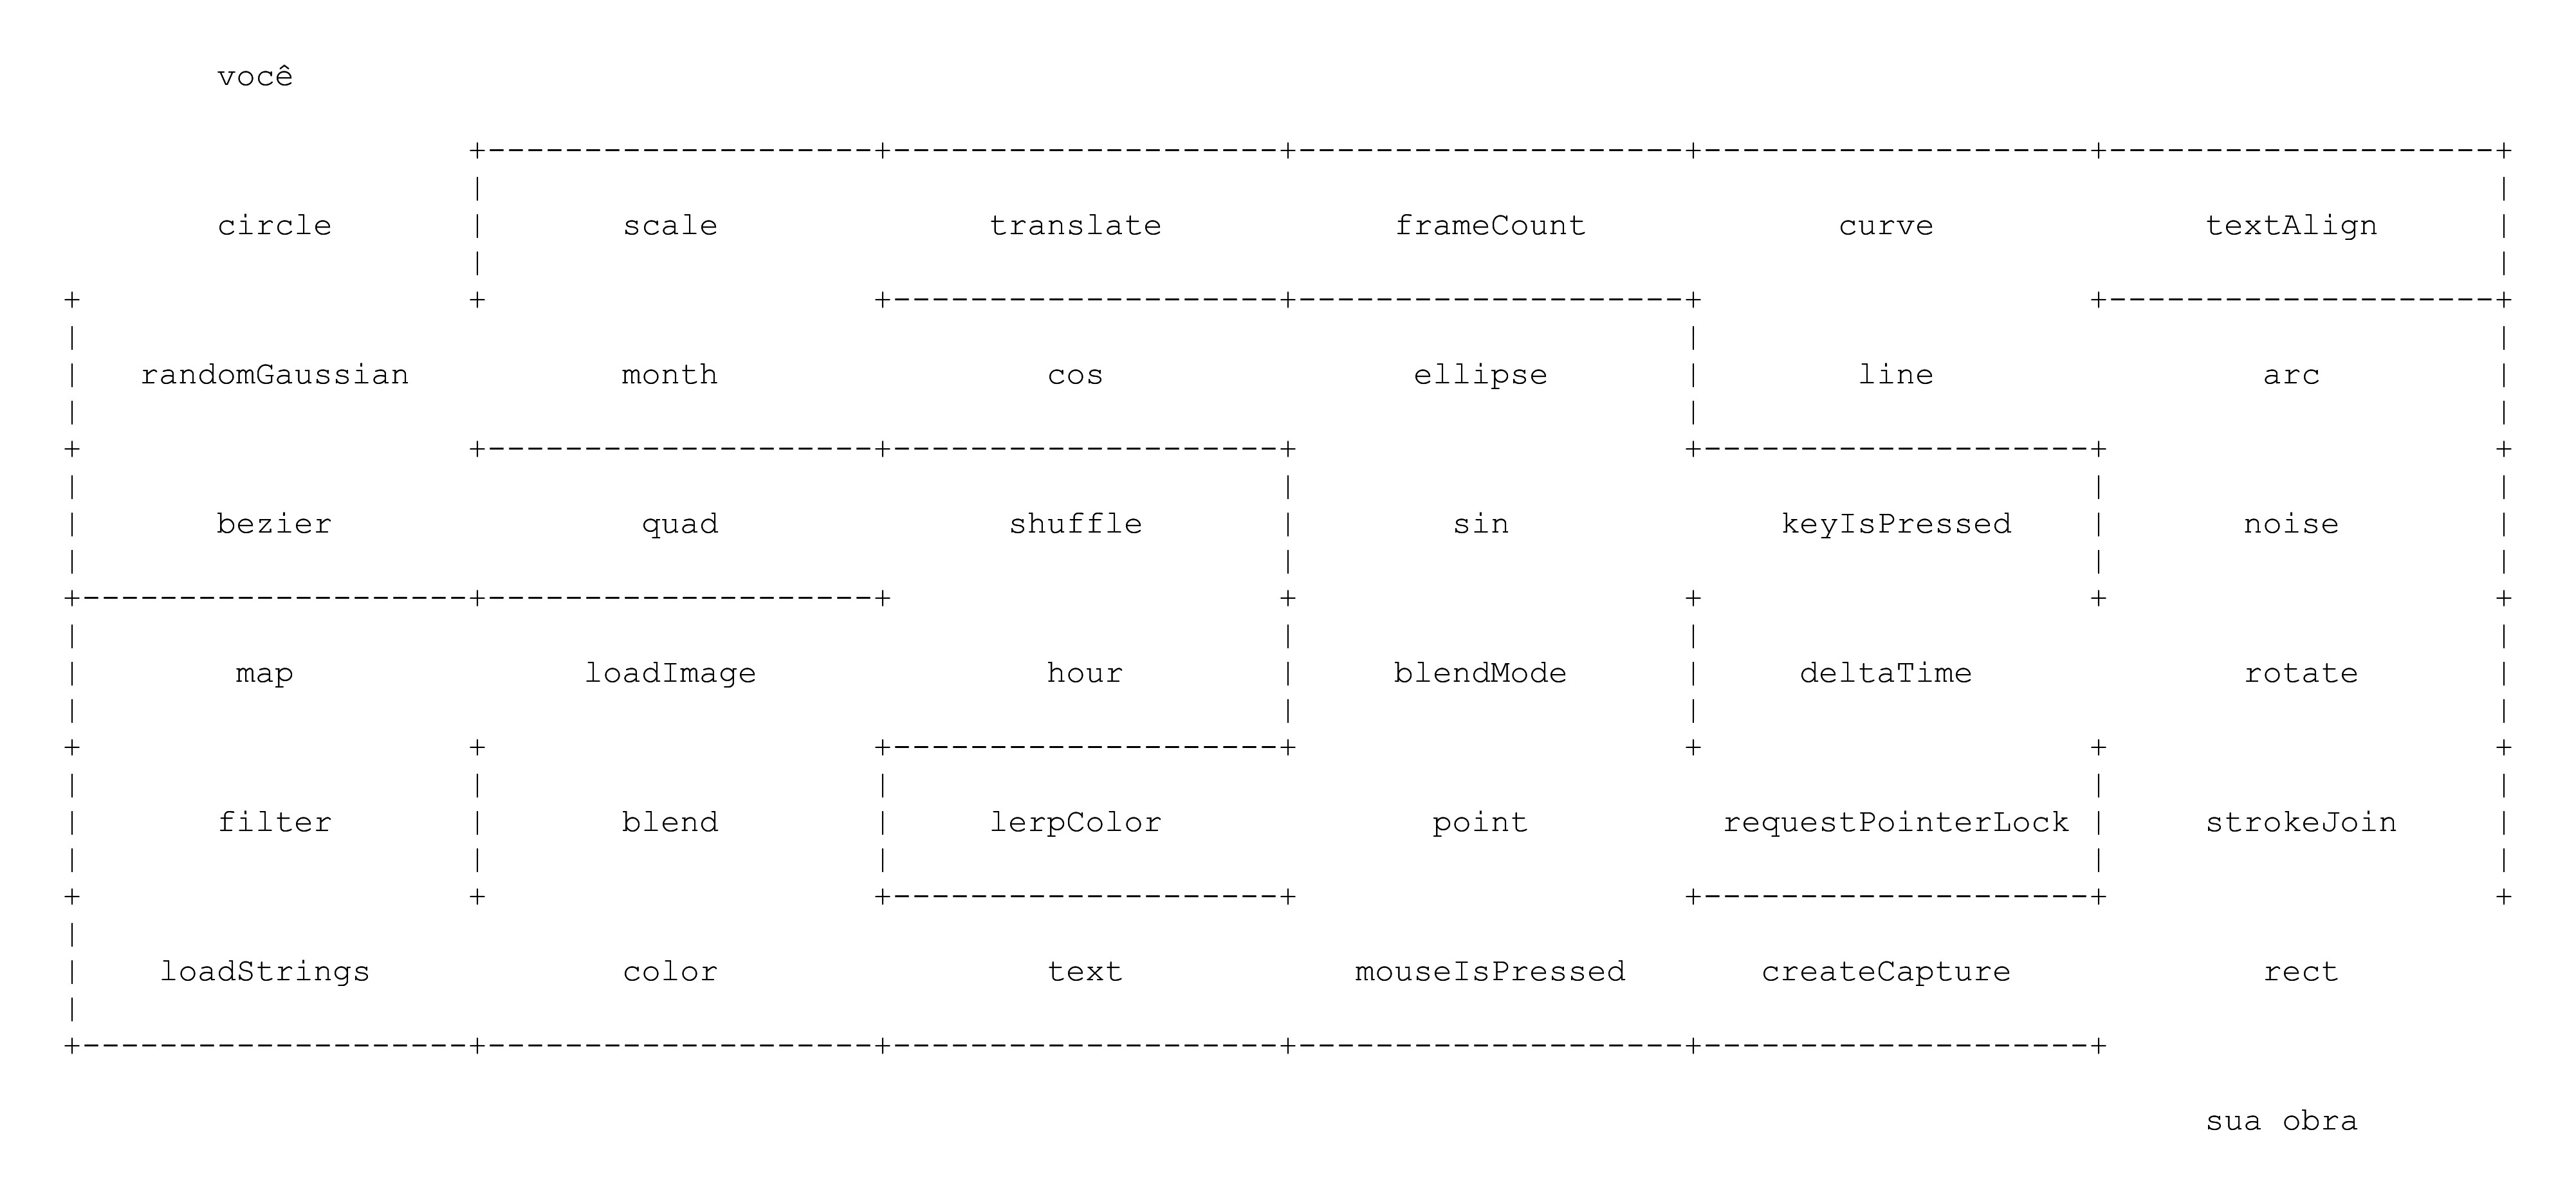 você
circle scale translate frameCount curve textAlign
randomGaussian month cos ellipse line arc
bezier quad shuffle sin keyIsPressed noise
map loadImage hour blendMode deltaTime rotate
filter blend lerpColor point requestPointerLock strokeJoin
loadStrings color text mouseIsPressed createCapture rect
sua obra